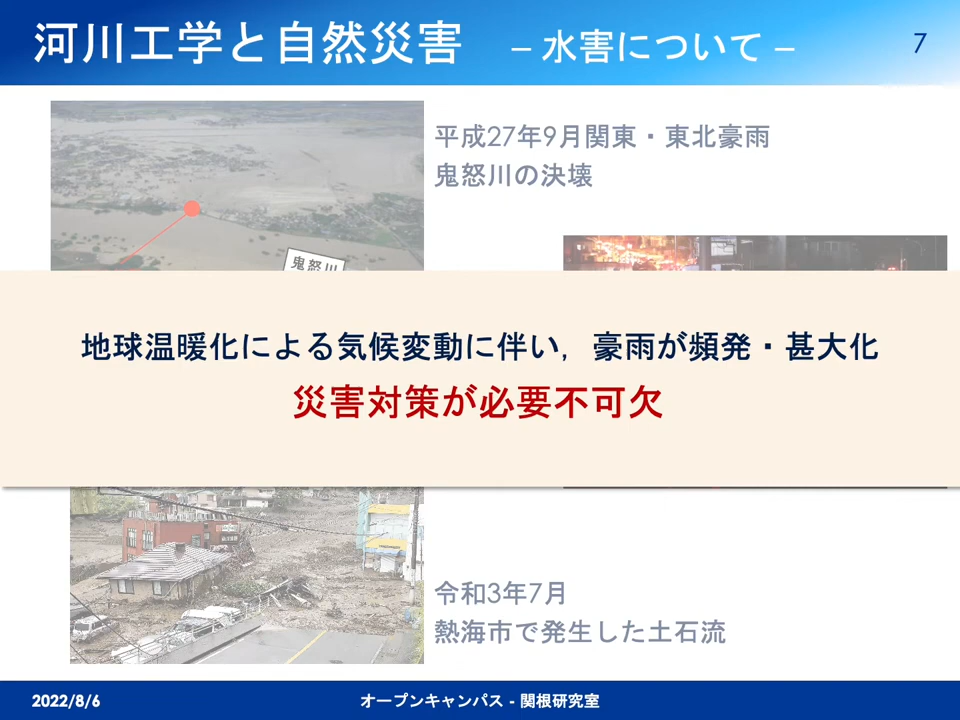 河川工学と自然災害 – 水害について –
7
平成27年9月関東・東北豪雨
鬼怒川の決壊
鬼怒川
地球温暖化による気候変動に伴い，豪雨が頻発・甚大化
災害対策が必要不可欠
令和3年7月
熱海市で発生した土石流
2022/8/6
オープンキャンパス - 関根研究室